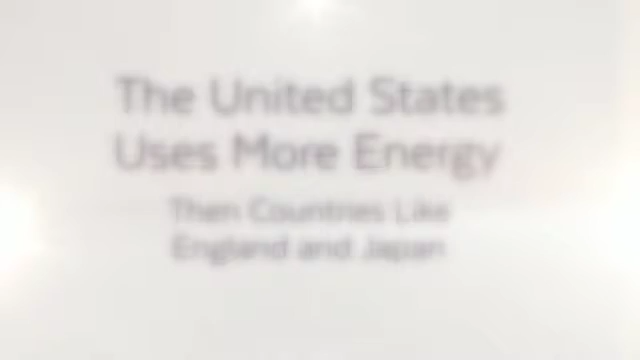 The United States
Uses More Energy
Then Countries Like
England and Japan